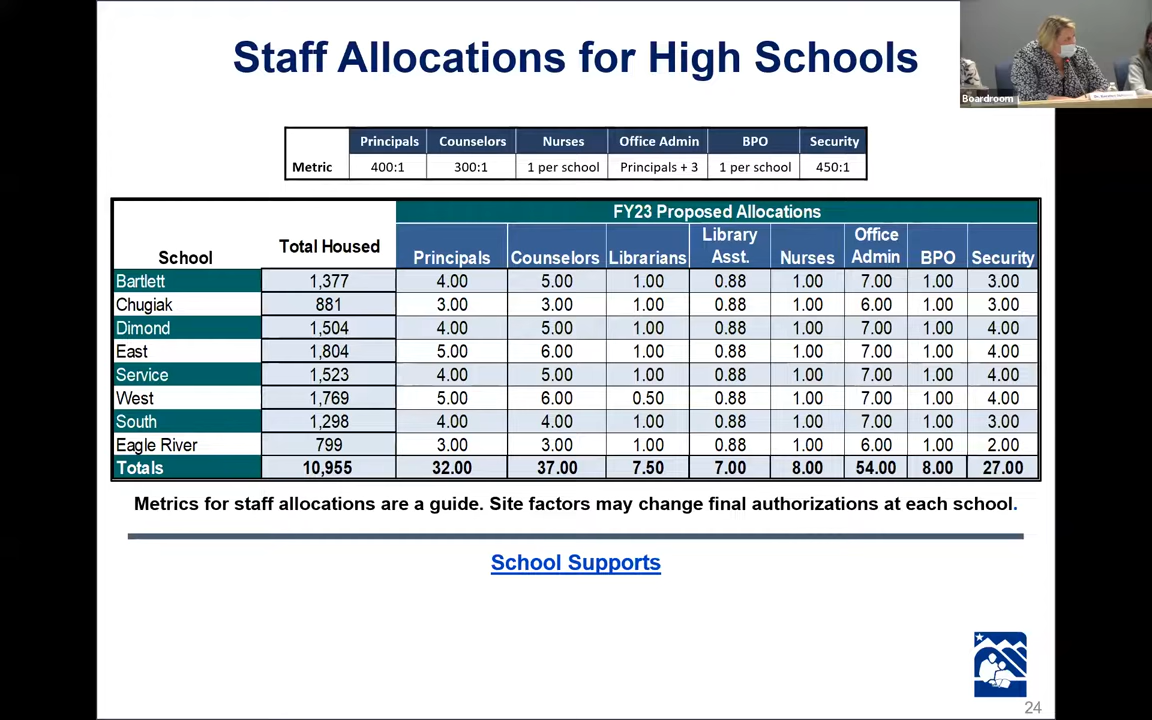 Staff Allocations for High Schools
Boardroom
Principals Counselors Nurses Office Admin BPO Security
Metric 400:1 300:1 1 per school Principals + 3 1 per school 450:1
FY23 Proposed Allocations
School Total Housed Principals Counselors Librarians Library Asst. Nurses Office Admin BPO Security
Bartlett 1,377 4.00 5.00 1.00 0.88 1.00 7.00 1.00 3.00
Chugiak 881 3.00 3.00 1.00 0.88 1.00 6.00 1.00 3.00
Dimond 1,504 4.00 5.00 1.00 0.88 1.00 7.00 1.00 4.00
East 1,804 5.00 6.00 1.00 0.88 1.00 7.00 1.00 4.00
Service 1,523 4.00 5.00 1.00 0.88 1.00 7.00 1.00 4.00
West 1,769 5.00 6.00 0.50 0.88 1.00 7.00 1.00 4.00
South 1,298 4.00 4.00 1.00 0.88 1.00 7.00 1.00 3.00
Eagle River 799 3.00 3.00 1.00 0.88 1.00 6.00 1.00 2.00
Totals 10,955 32.00 37.00 7.50 7.00 8.00 54.00 8.00 27.00
Metrics for staff allocations are a guide. Site factors may change final authorizations at each school.
School Supports
24